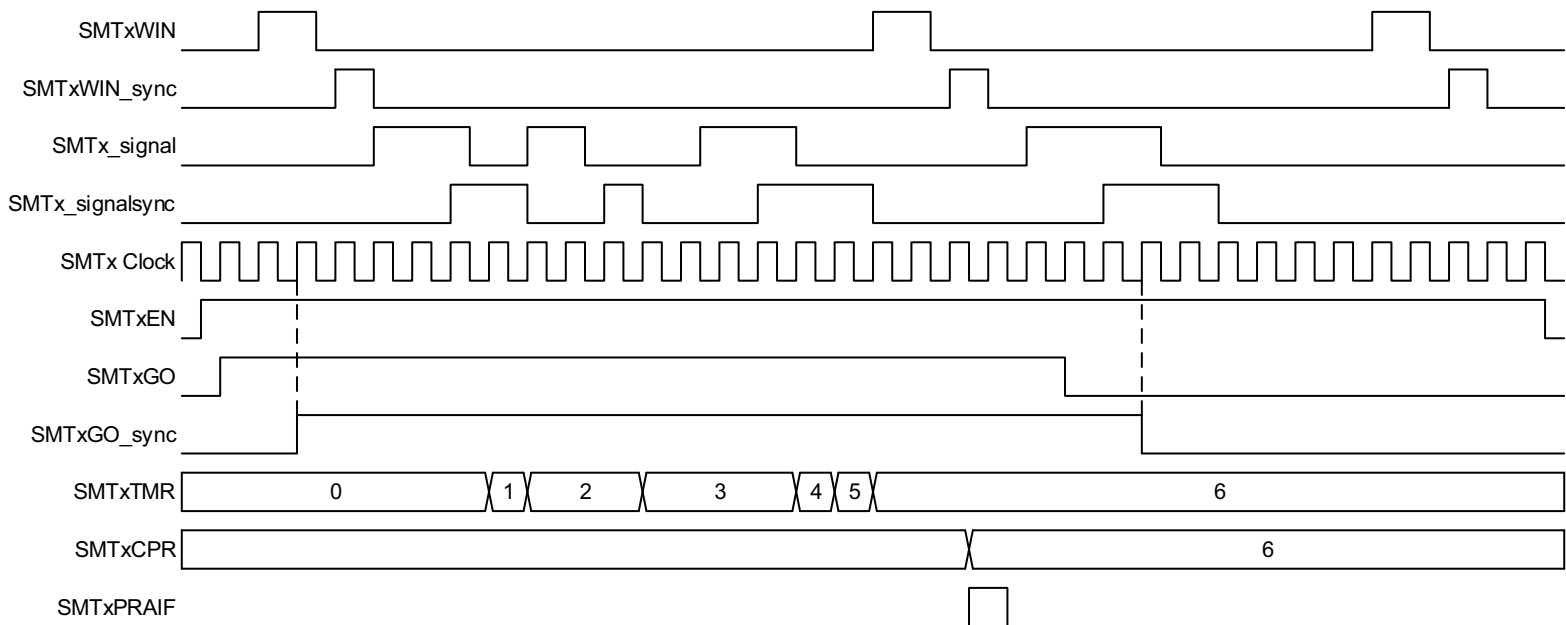 SMTxWIN
SMTxWIN_sync
SMTx_signal
SMTx_signalsync
SMTx Clock
SMTxEN
SMTxGO
SMTxGO_sync
SMTxTMR 0 1 2 3 4 5 6
SMTxCPR 6
SMTxPRAIF